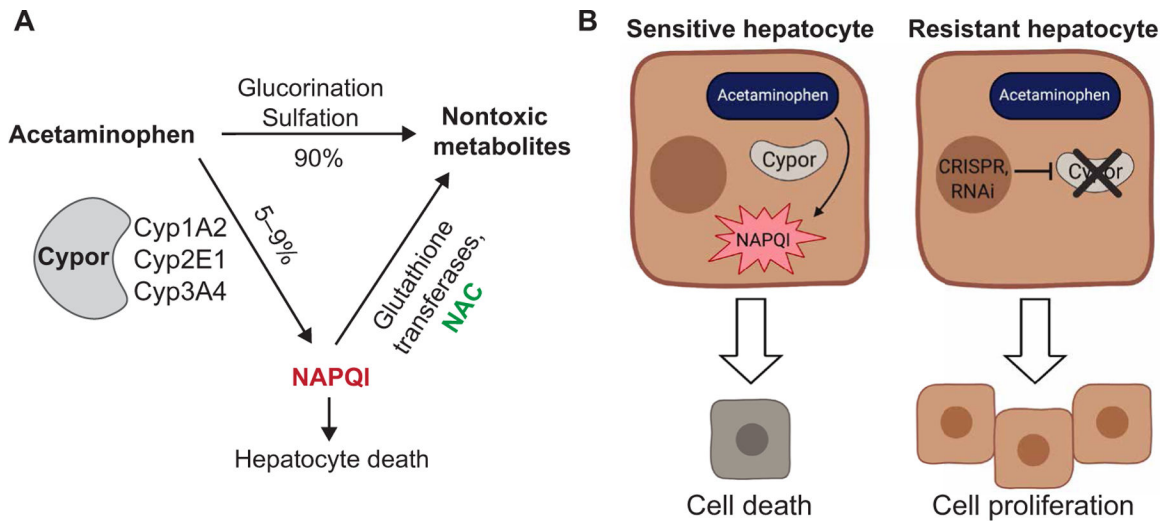 A
Glucorination
Sulfation
Acetaminophen
90%
Nontoxic
metabolites
Cypor
Cyp1A2
Cyp2E1
Cyp3A4
5–9%
Glutathione
transferases,
NAC
NAPQI
Hepatocyte death
B
Sensitive hepatocyte
Acetaminophen
Cypor
NAPQI
Cell death
Resistant hepatocyte
Acetaminophen
CRISPR,
RNAi
Cypor
Cell proliferation